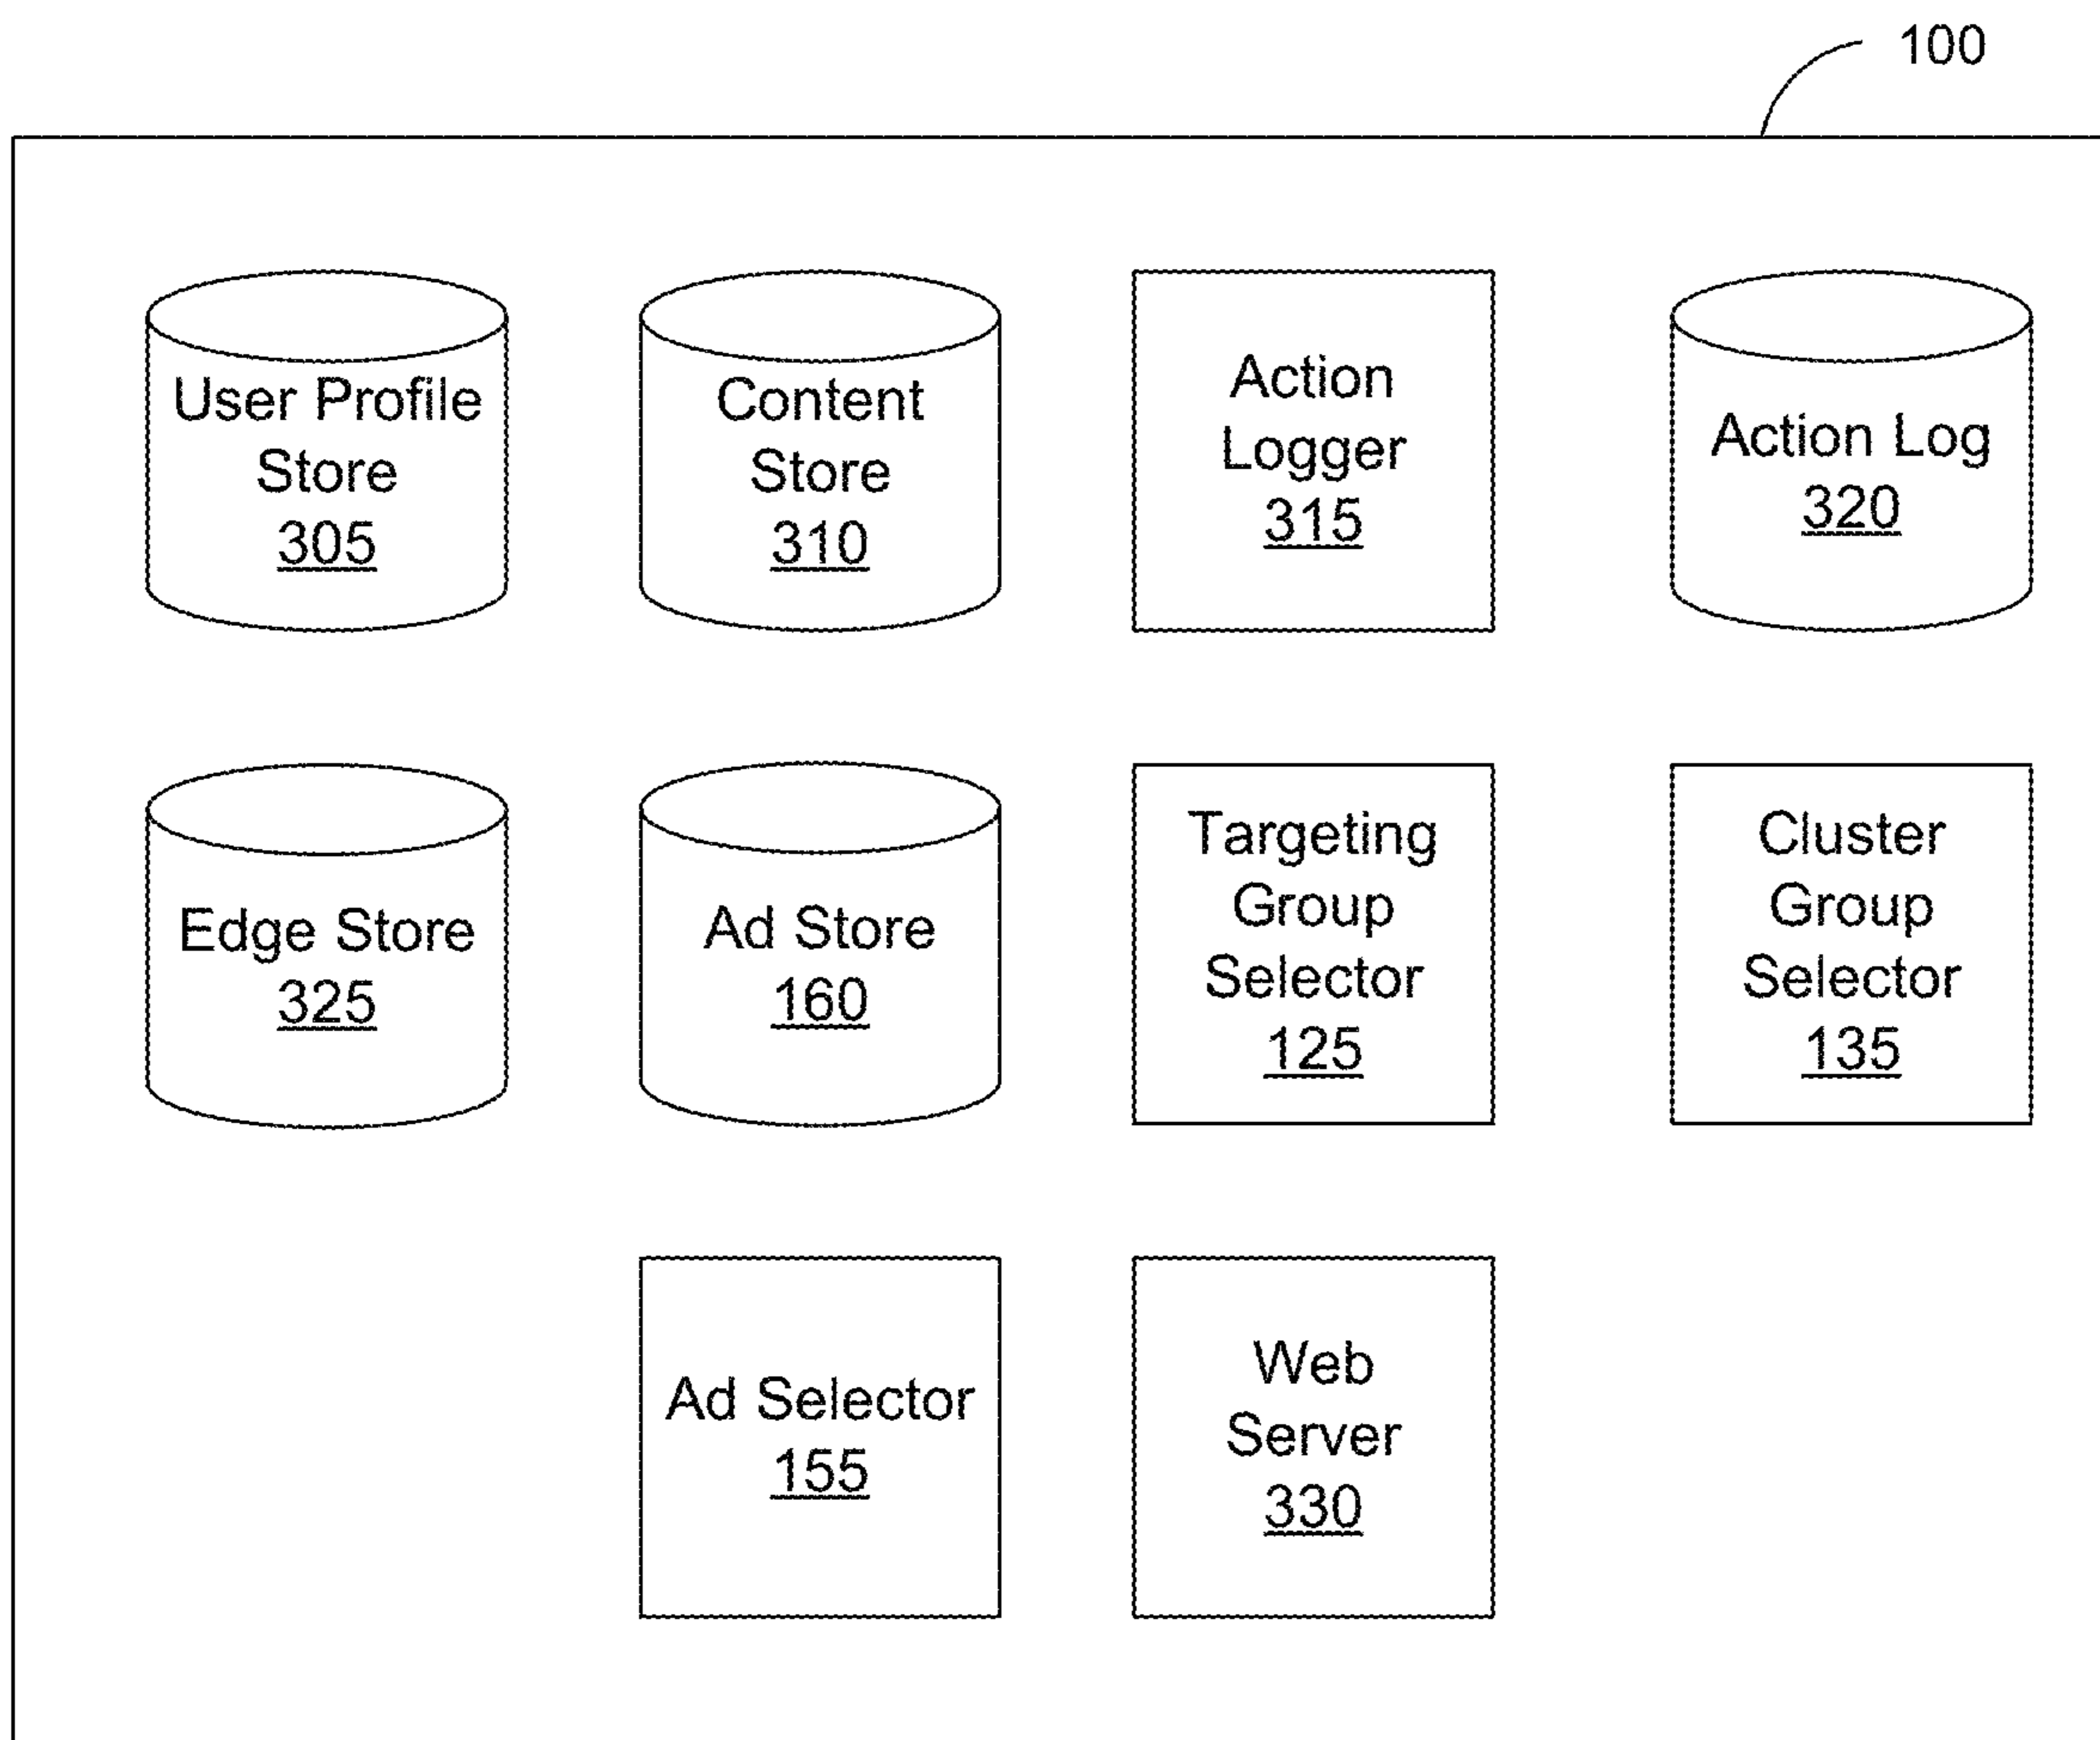 100
User Profile
Store
305
Content
Store
310
Action
Logger
315
Action Log
320
Edge Store
325
Ad Store
160
Targeting
Group
Selector
125
Cluster
Group
Selector
135
Ad Selector
155
Web
Server
330